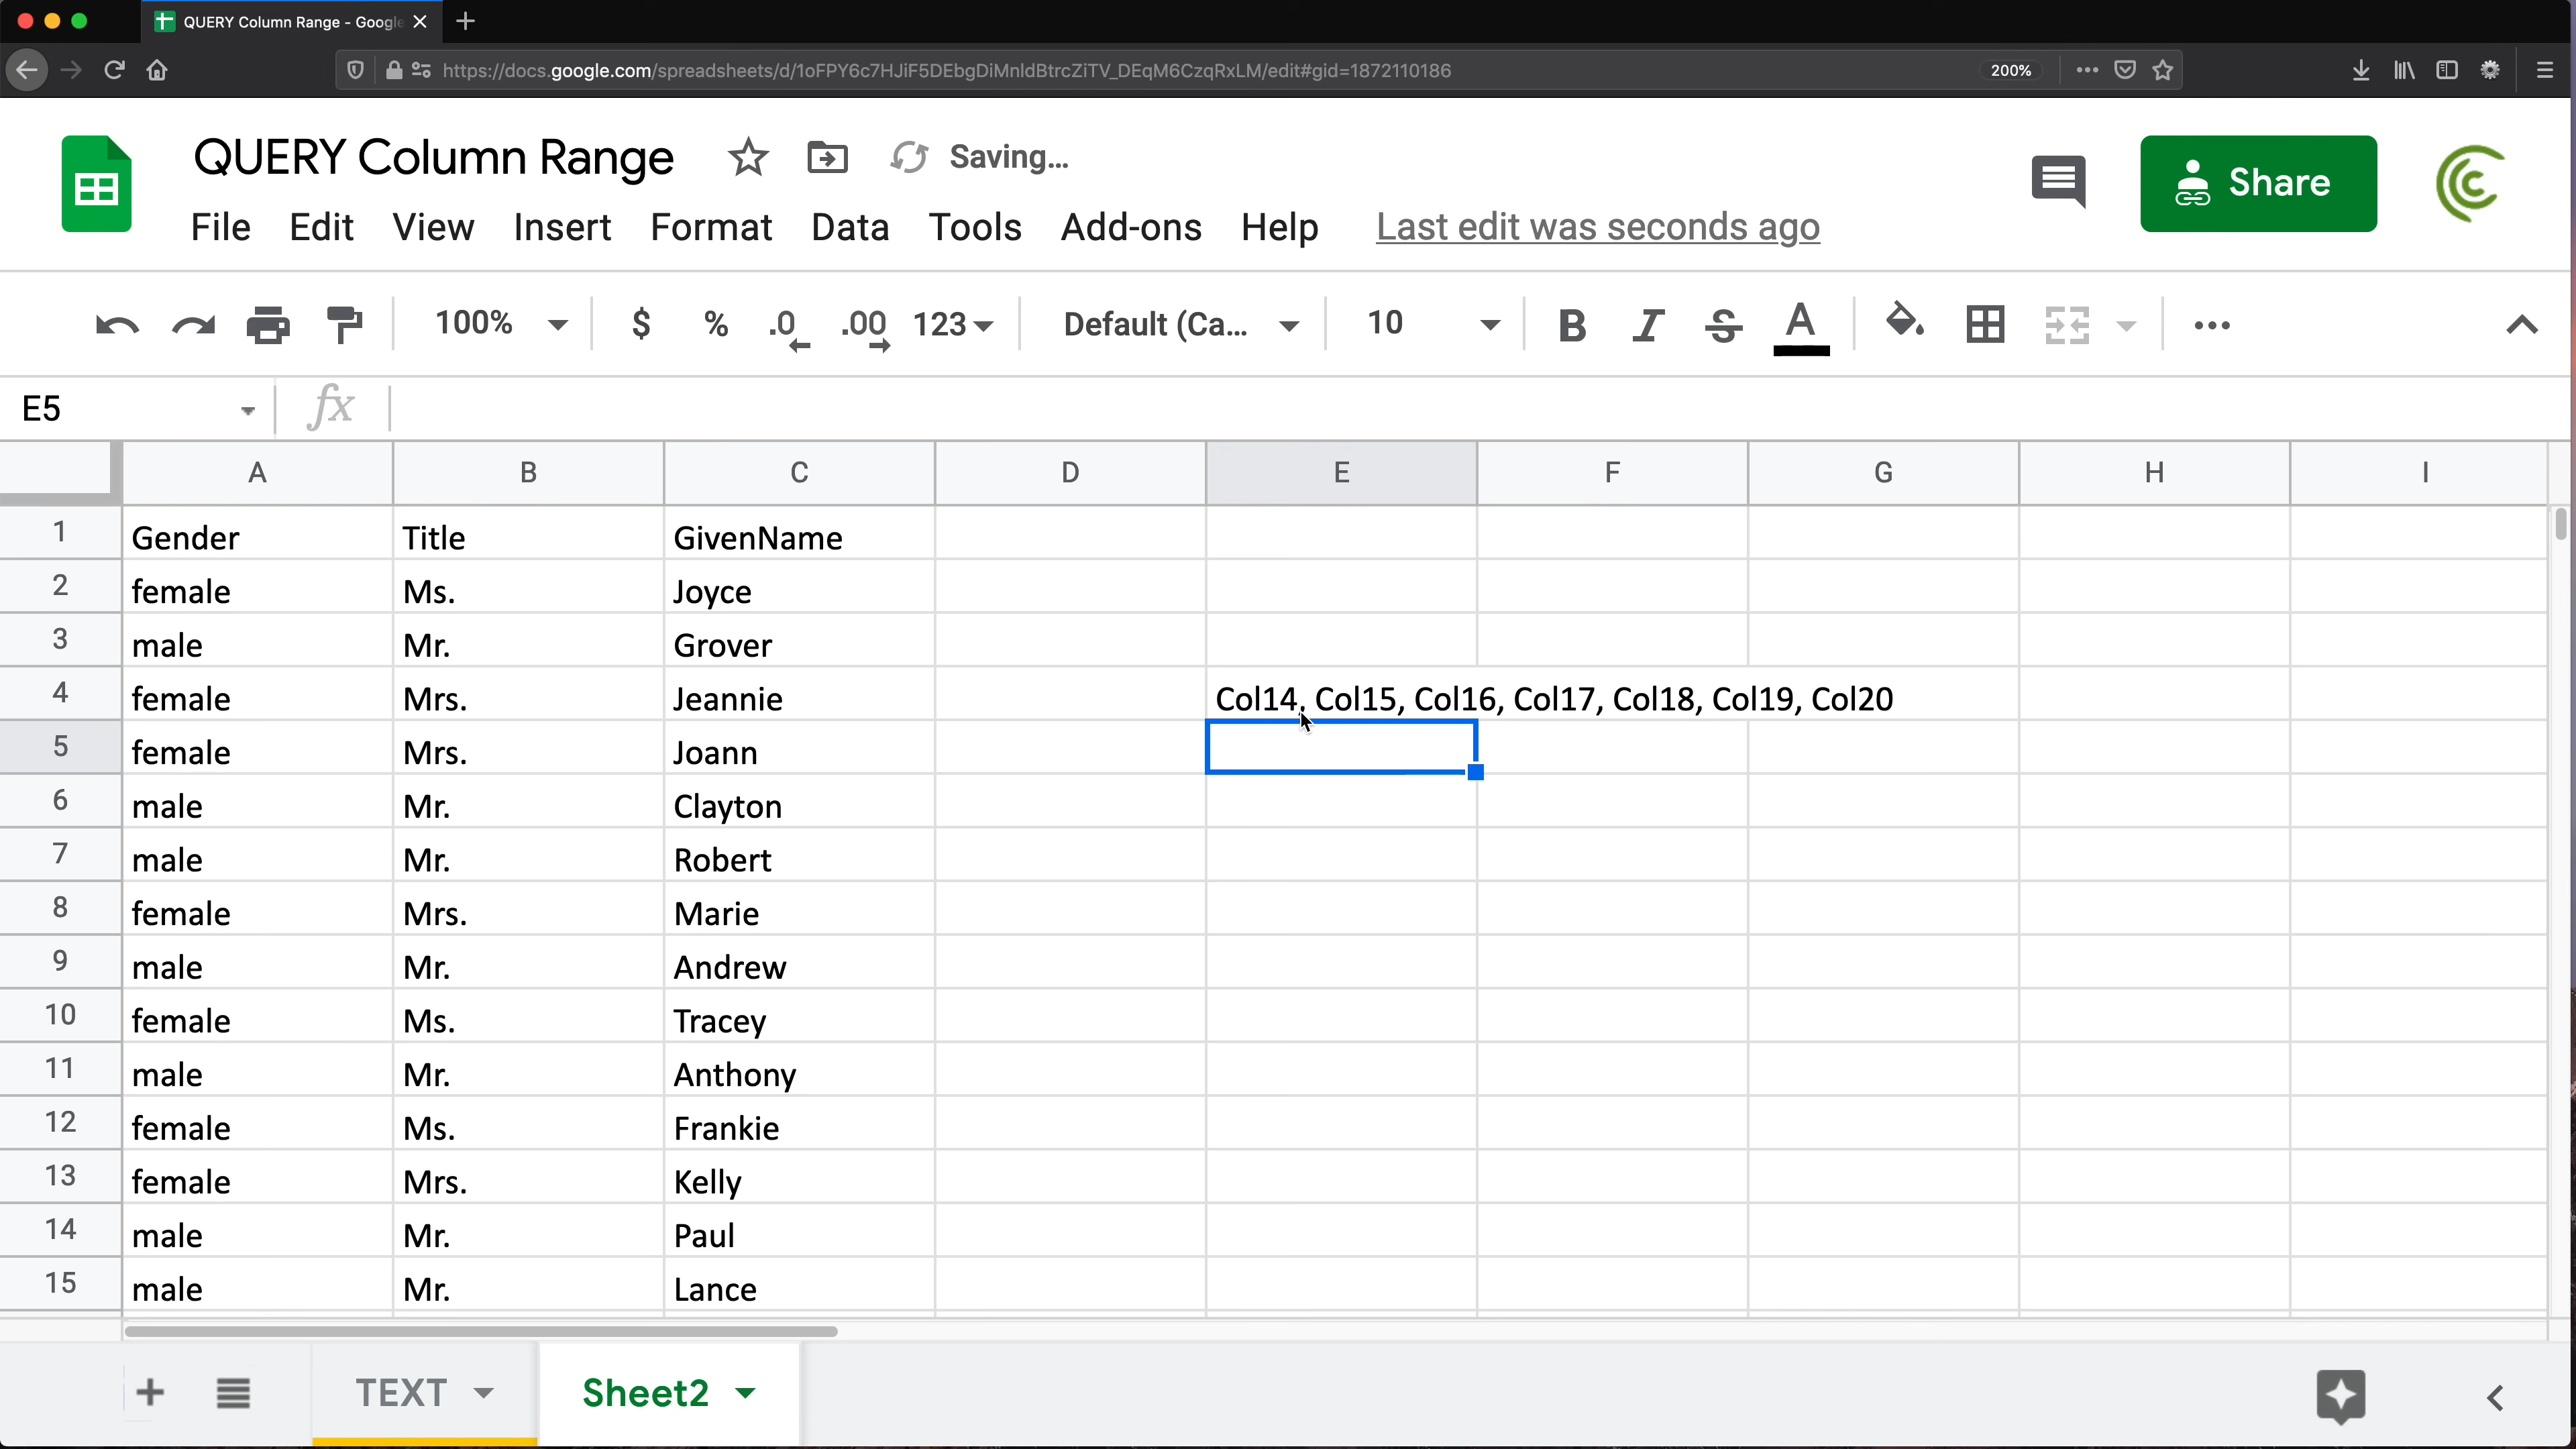 QUERY Column Range - Google
https://docs.google.com/spreadsheets/d/1oFPY6c7HJiF5DEbgDiMnldBtrcZiTV_DEqM6CzqRxLM/edit#gid=1872110186 200%
QUERY Column Range Saving...
Share
File Edit View Insert Format Data Tools Add-ons Help Last edit was seconds ago
100% $ % .0 .00 123 Default (Ca... 10 B I S A
E5 fx
A B C D E F G H I
1 Gender Title GivenName
2 female Ms. Joyce
3 male Mr. Grover
4 female Mrs. Jeannie Col14, Col15, Col16, Col17, Col18, Col19, Col20
5 female Mrs. Joann
6 male Mr. Clayton
7 male Mr. Robert
8 female Mrs. Marie
9 male Mr. Andrew
10 female Ms. Tracey
11 male Mr. Anthony
12 female Ms. Frankie
13 female Mrs. Kelly
14 male Mr. Paul
15 male Mr. Lance
TEXT Sheet2